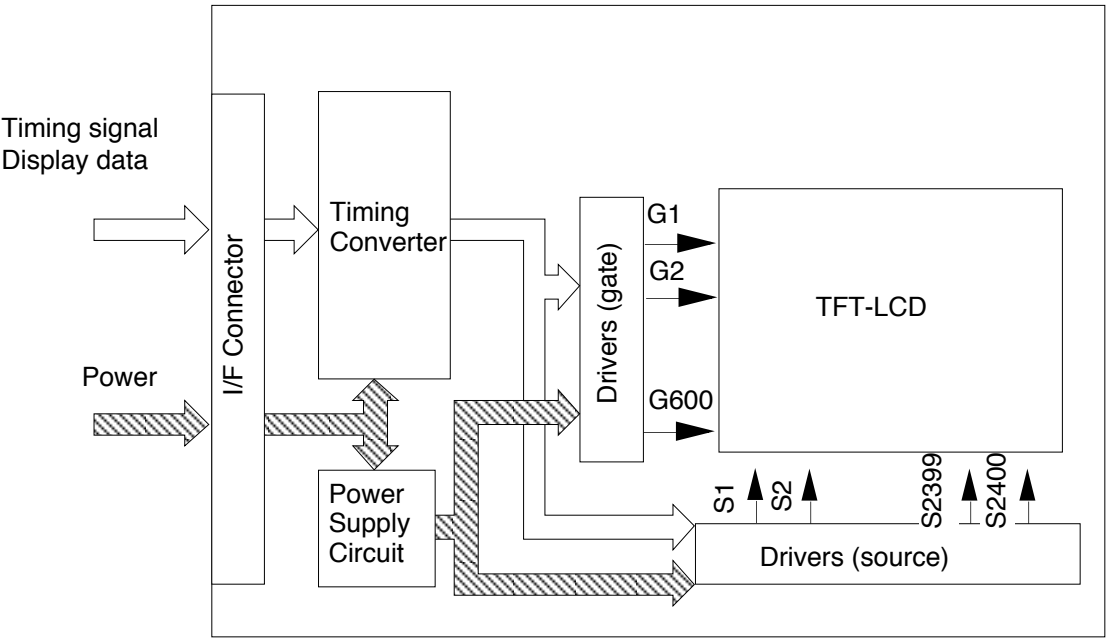 Timing signal
Display data
Power
I/F Connector
Timing
Converter
Power
Supply
Circuit
Drivers (gate)
G1
G2
G600
TFT-LCD
S1
S2
S2399
S2400
Drivers (source)